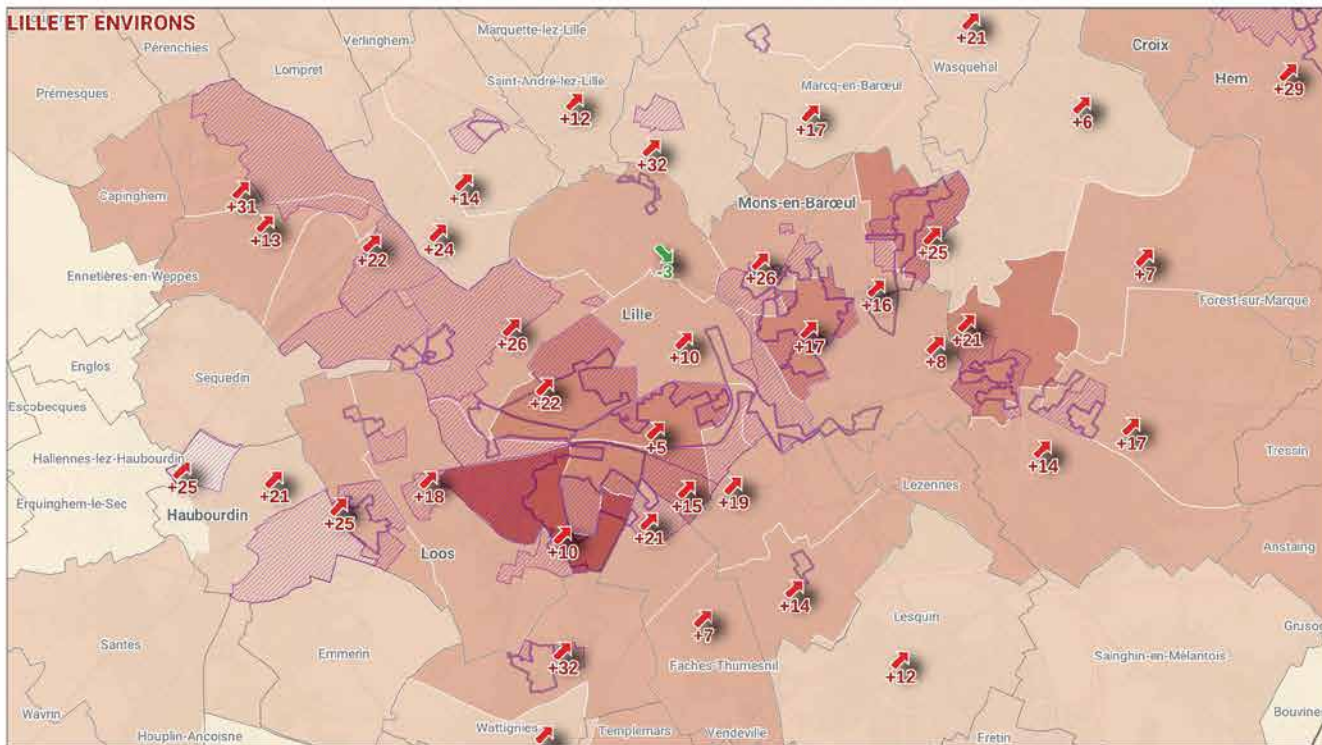 LILLE ET ENVIRONS
+21
Pérenchies
Verlinghem
Marquette-lez-Lille
Croix
Lompret
Wasquehal
Saint-André-lez-Lille
Marcq-en-Barœul
Hem
+29
Prémesques
+12
+17
+6
+32
Capinghem
+31
+14
Mons-en-Barœul
+13
+22
+24
-3
+26
+25
+7
Ennetières-en-Weppes
+16
Forest-sur-Marque
Lille
+26
+10
+17
+21
+8
Englos
Sequedin
Escobecques
+22
+5
+17
Hallennes-lez-Haubourdin
+14
Tressin
+25
+21
+18
+15
+19
Lezennes
Erquinghem-le-Sec
Haubourdin
+25
+21
Loos
+10
Anstaing
+14
+7
Lesquin
Santes
Emmerin
+32
Faches-Thumesnil
+12
Sainghin-en-Mélantois
Wavrin
Houplin-Ancoisne
Wattignies
Templemars
Vendeville
Fretin